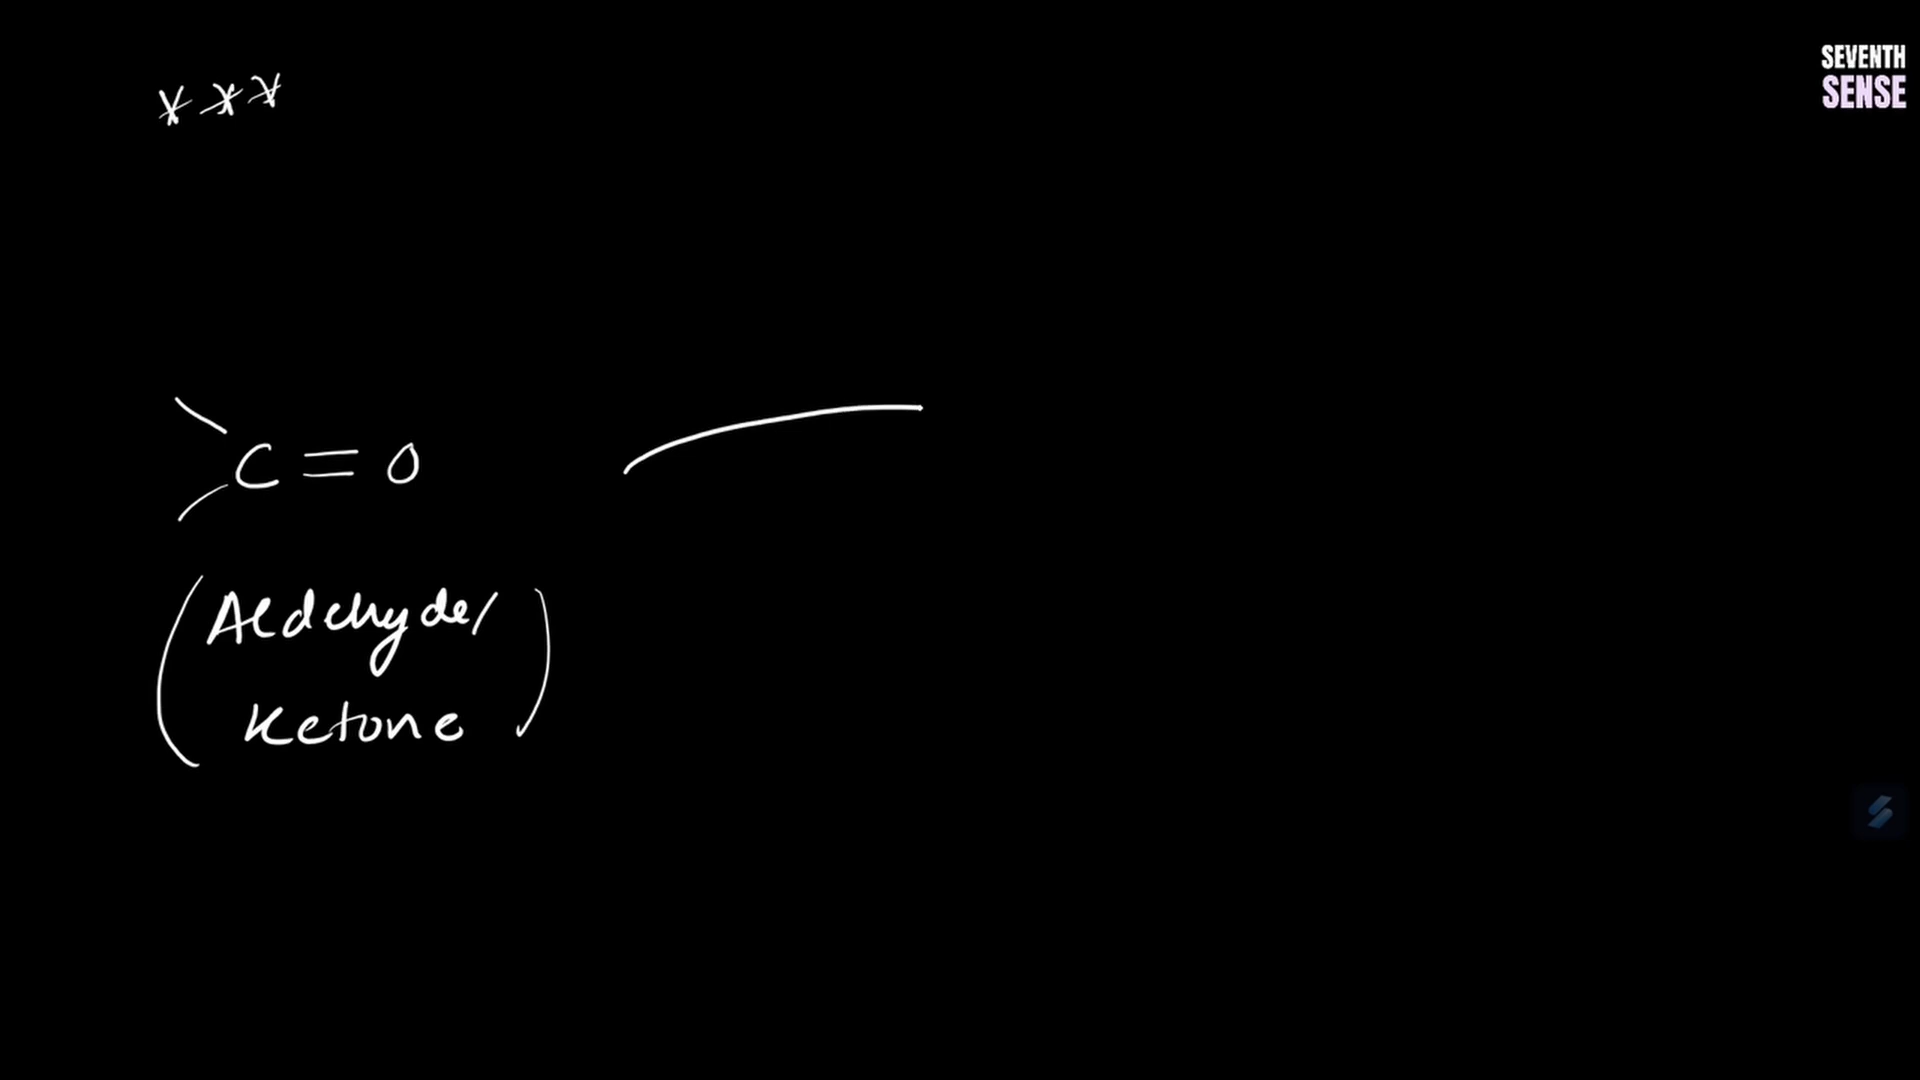 ***
SEVENTH
SENSE
C = O
(Aldehyde/
Ketone)